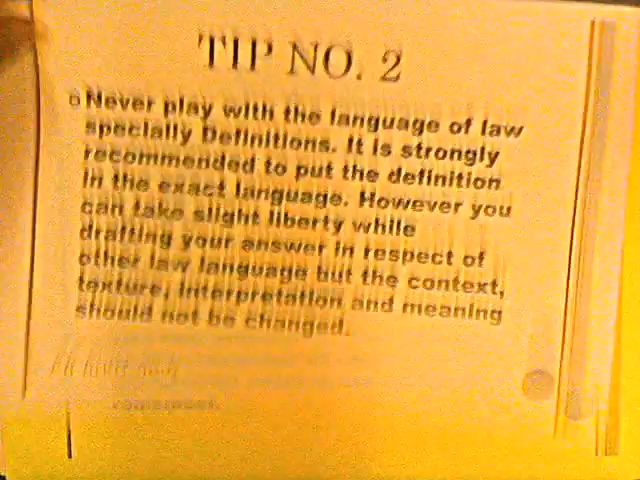 TIP NO. 2
Never play with the language of law
specially Definitions. It is strongly
recommended to put the definition
in the exact language. However you
can take slight liberty while
drafting your answer in respect of
other law language but the context,
texture, interpretation and meaning
should not be changed.
remember.